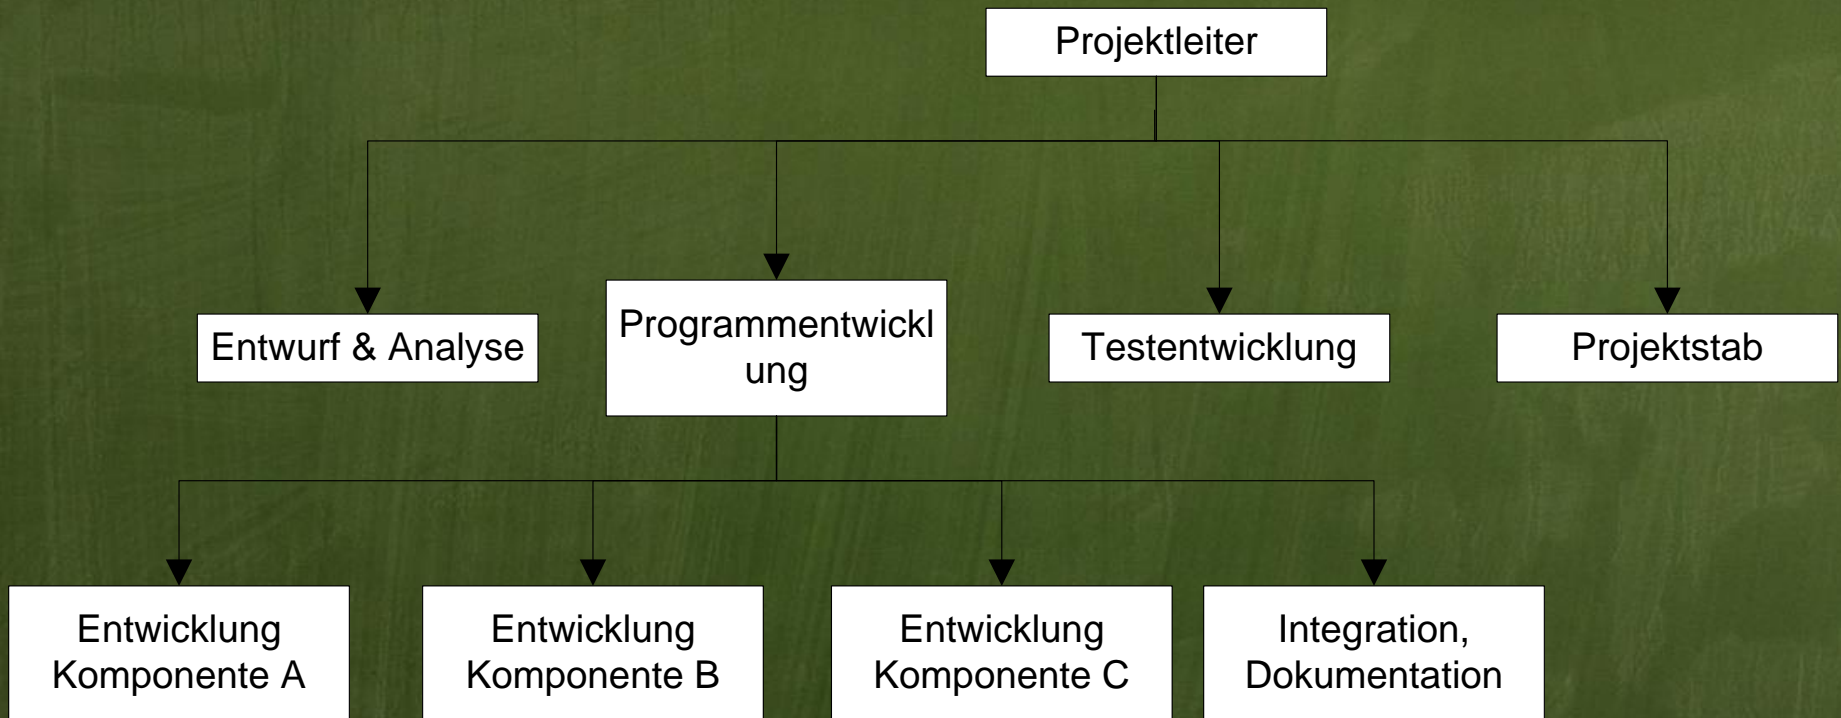 Projektleiter
Entwurf & Analyse
Programmentwickl
ung
Testentwicklung
Projektstab
Entwicklung
Komponente A
Entwicklung
Komponente B
Entwicklung
Komponente C
Integration,
Dokumentation